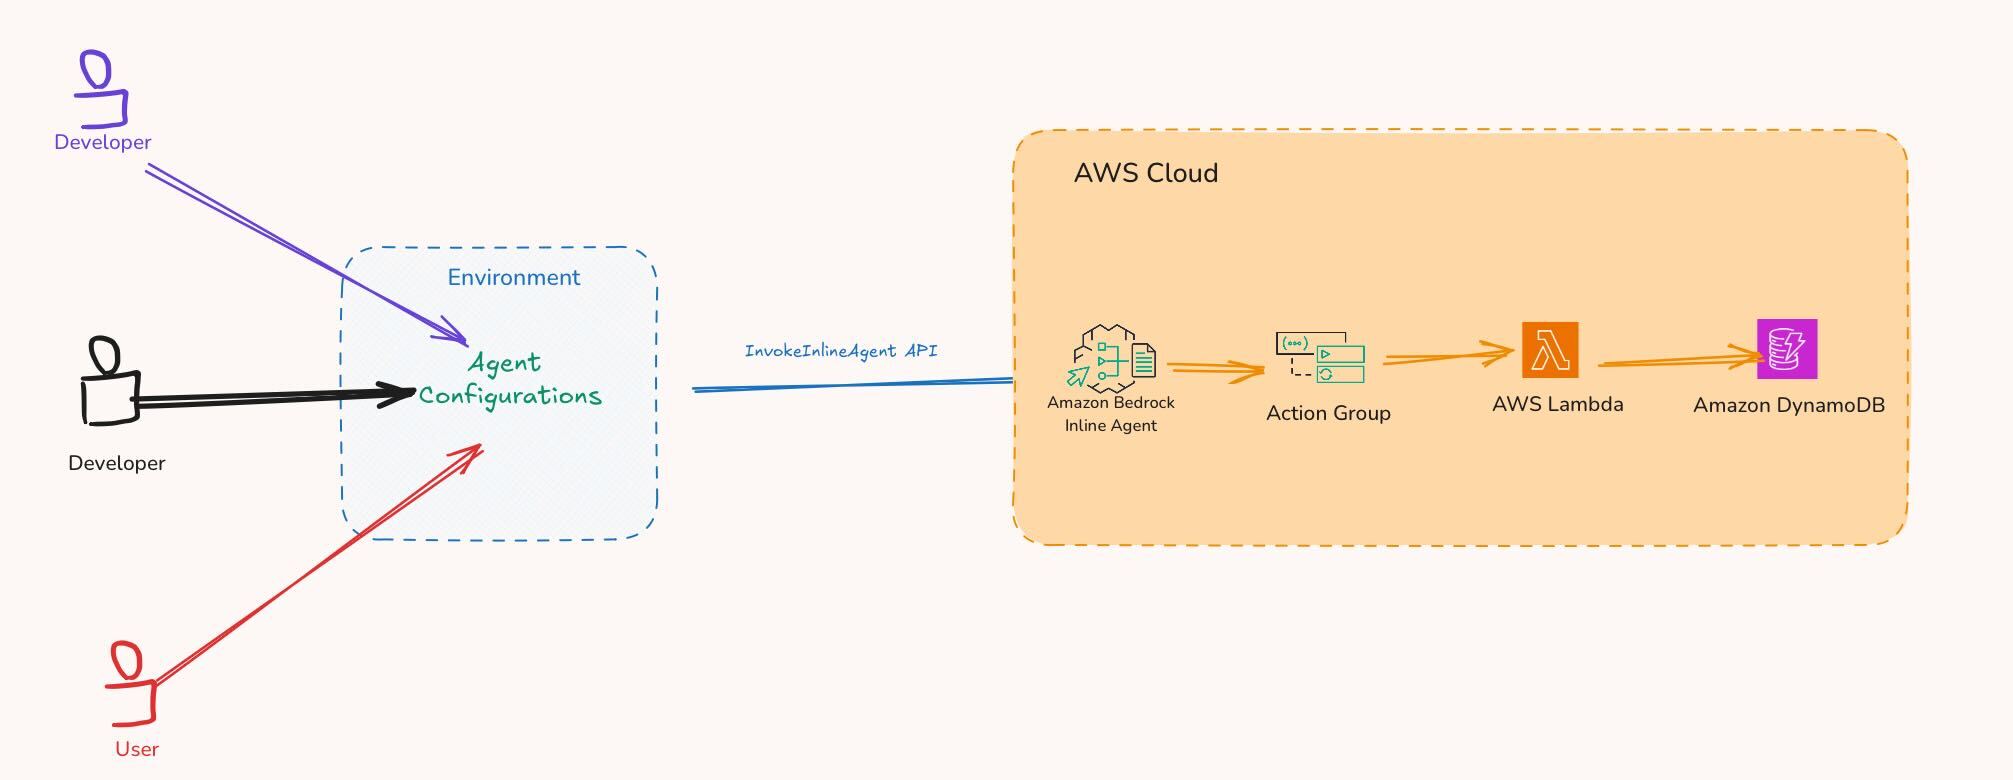 Developer
AWS Cloud
Environment
Agent
Configurations
InvokeInlineAgent API
Amazon Bedrock
Inline Agent
Action Group
AWS Lambda
Amazon DynamoDB
Developer
User